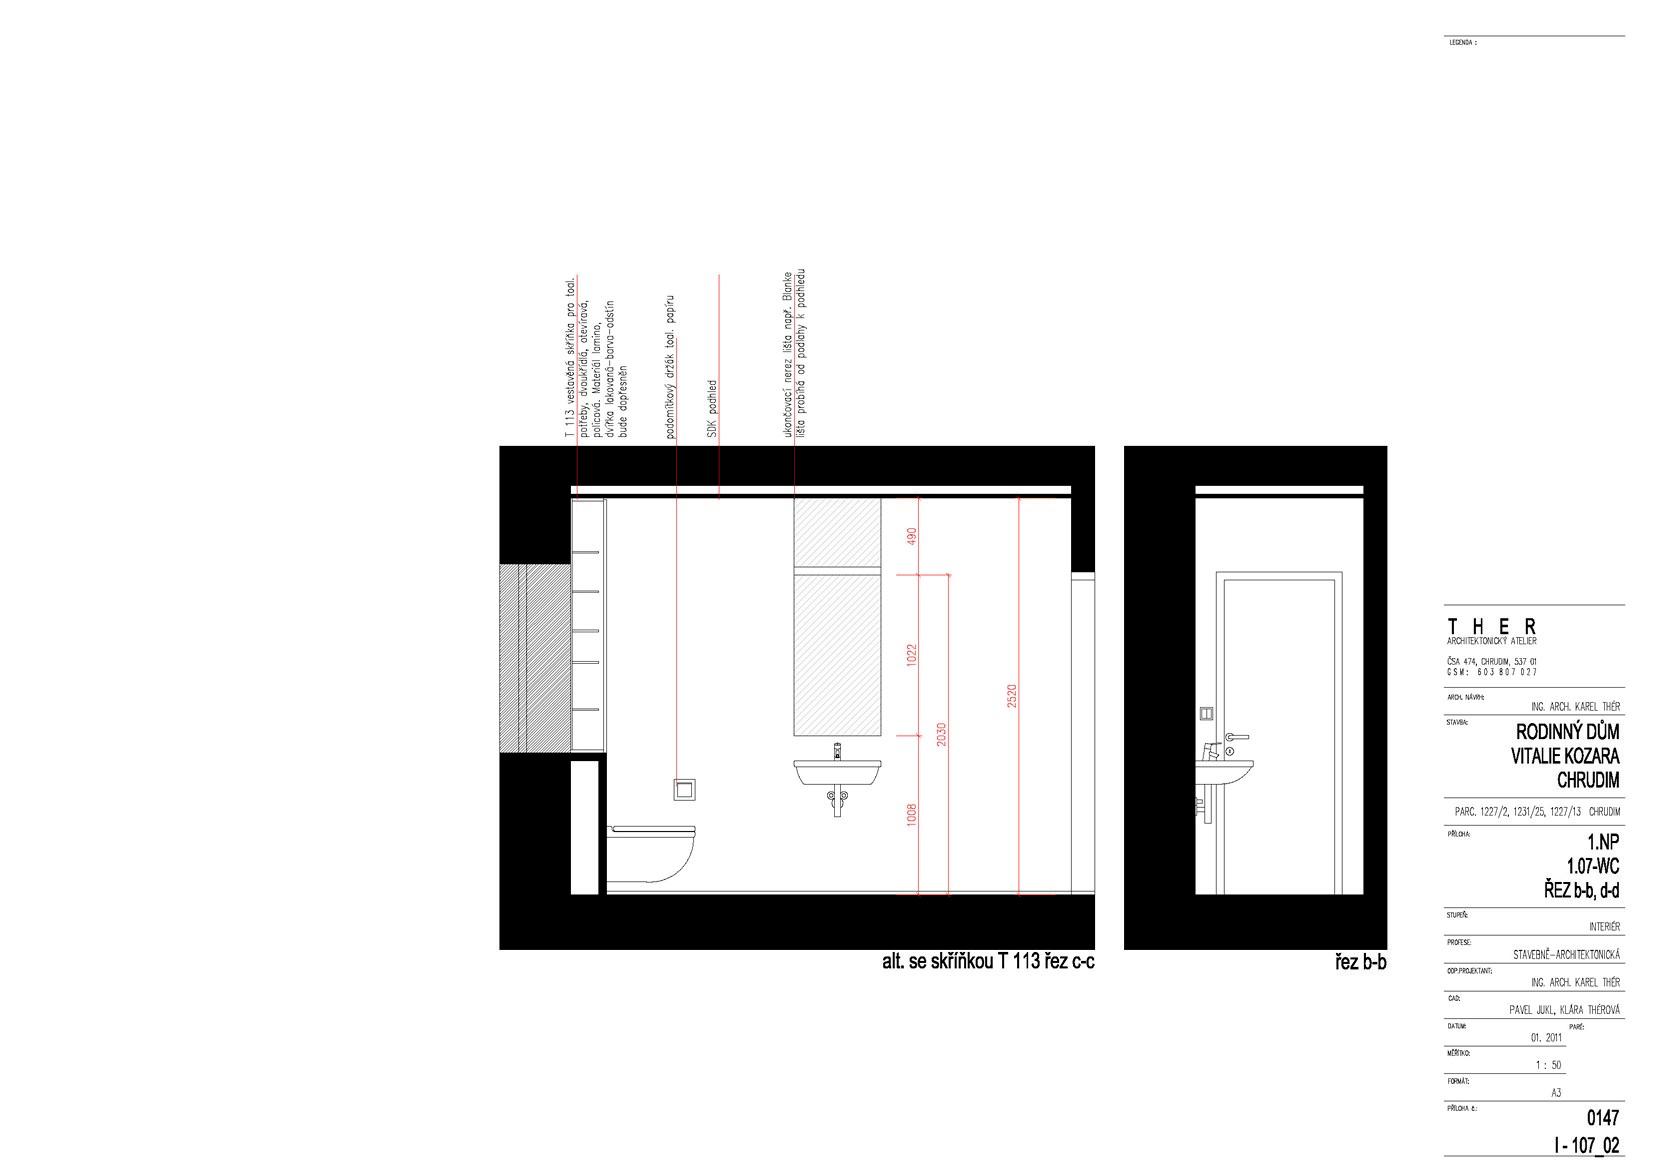 LEGENDA :
T 113 vestavěná skříňka pro toal.
potřeby, dvoukřídlá, otevíravá,
policová. Materiál lamino,
dvířka lakovaná-barva-odstín
bude dopřesněn
podomítkový držák toal. papíru
SDK podhled
ukončovací nerez lišta např. Blanke
lišta probíhá od podlahy k podhledu
490
1022
1008
2030
2520
alt. se skříňkou T 113 řez c-c
řez b-b
T H E R
ARCHITEKTONICKÝ ATELIER
ČSA 474, CHRUDIM, 537 01
GSM: 603 807 027
ARCH. NÁVRH:
ING. ARCH. KAREL THÉR
STAVBA:
RODINNÝ DŮM
VITALIE KOZARA
CHRUDIM
PARC. 1227/2, 1231/25, 1227/13 CHRUDIM
PŘÍLOHA:
1.NP
1.07-WC
ŘEZ b-b, d-d
STUPEŇ:
INTERIÉR
PROFESE:
STAVEBNĚ-ARCHITEKTONICKÁ
ODP.PROJEKTANT:
ING. ARCH. KAREL THÉR
CAD:
PAVEL JUKL, KLÁRA THÉROVÁ
DATUM: PARÉ:
01. 2011
MĚŘÍTKO:
1 : 50
FORMÁT:
A3
PŘÍLOHA č.:
0147
I - 107_02